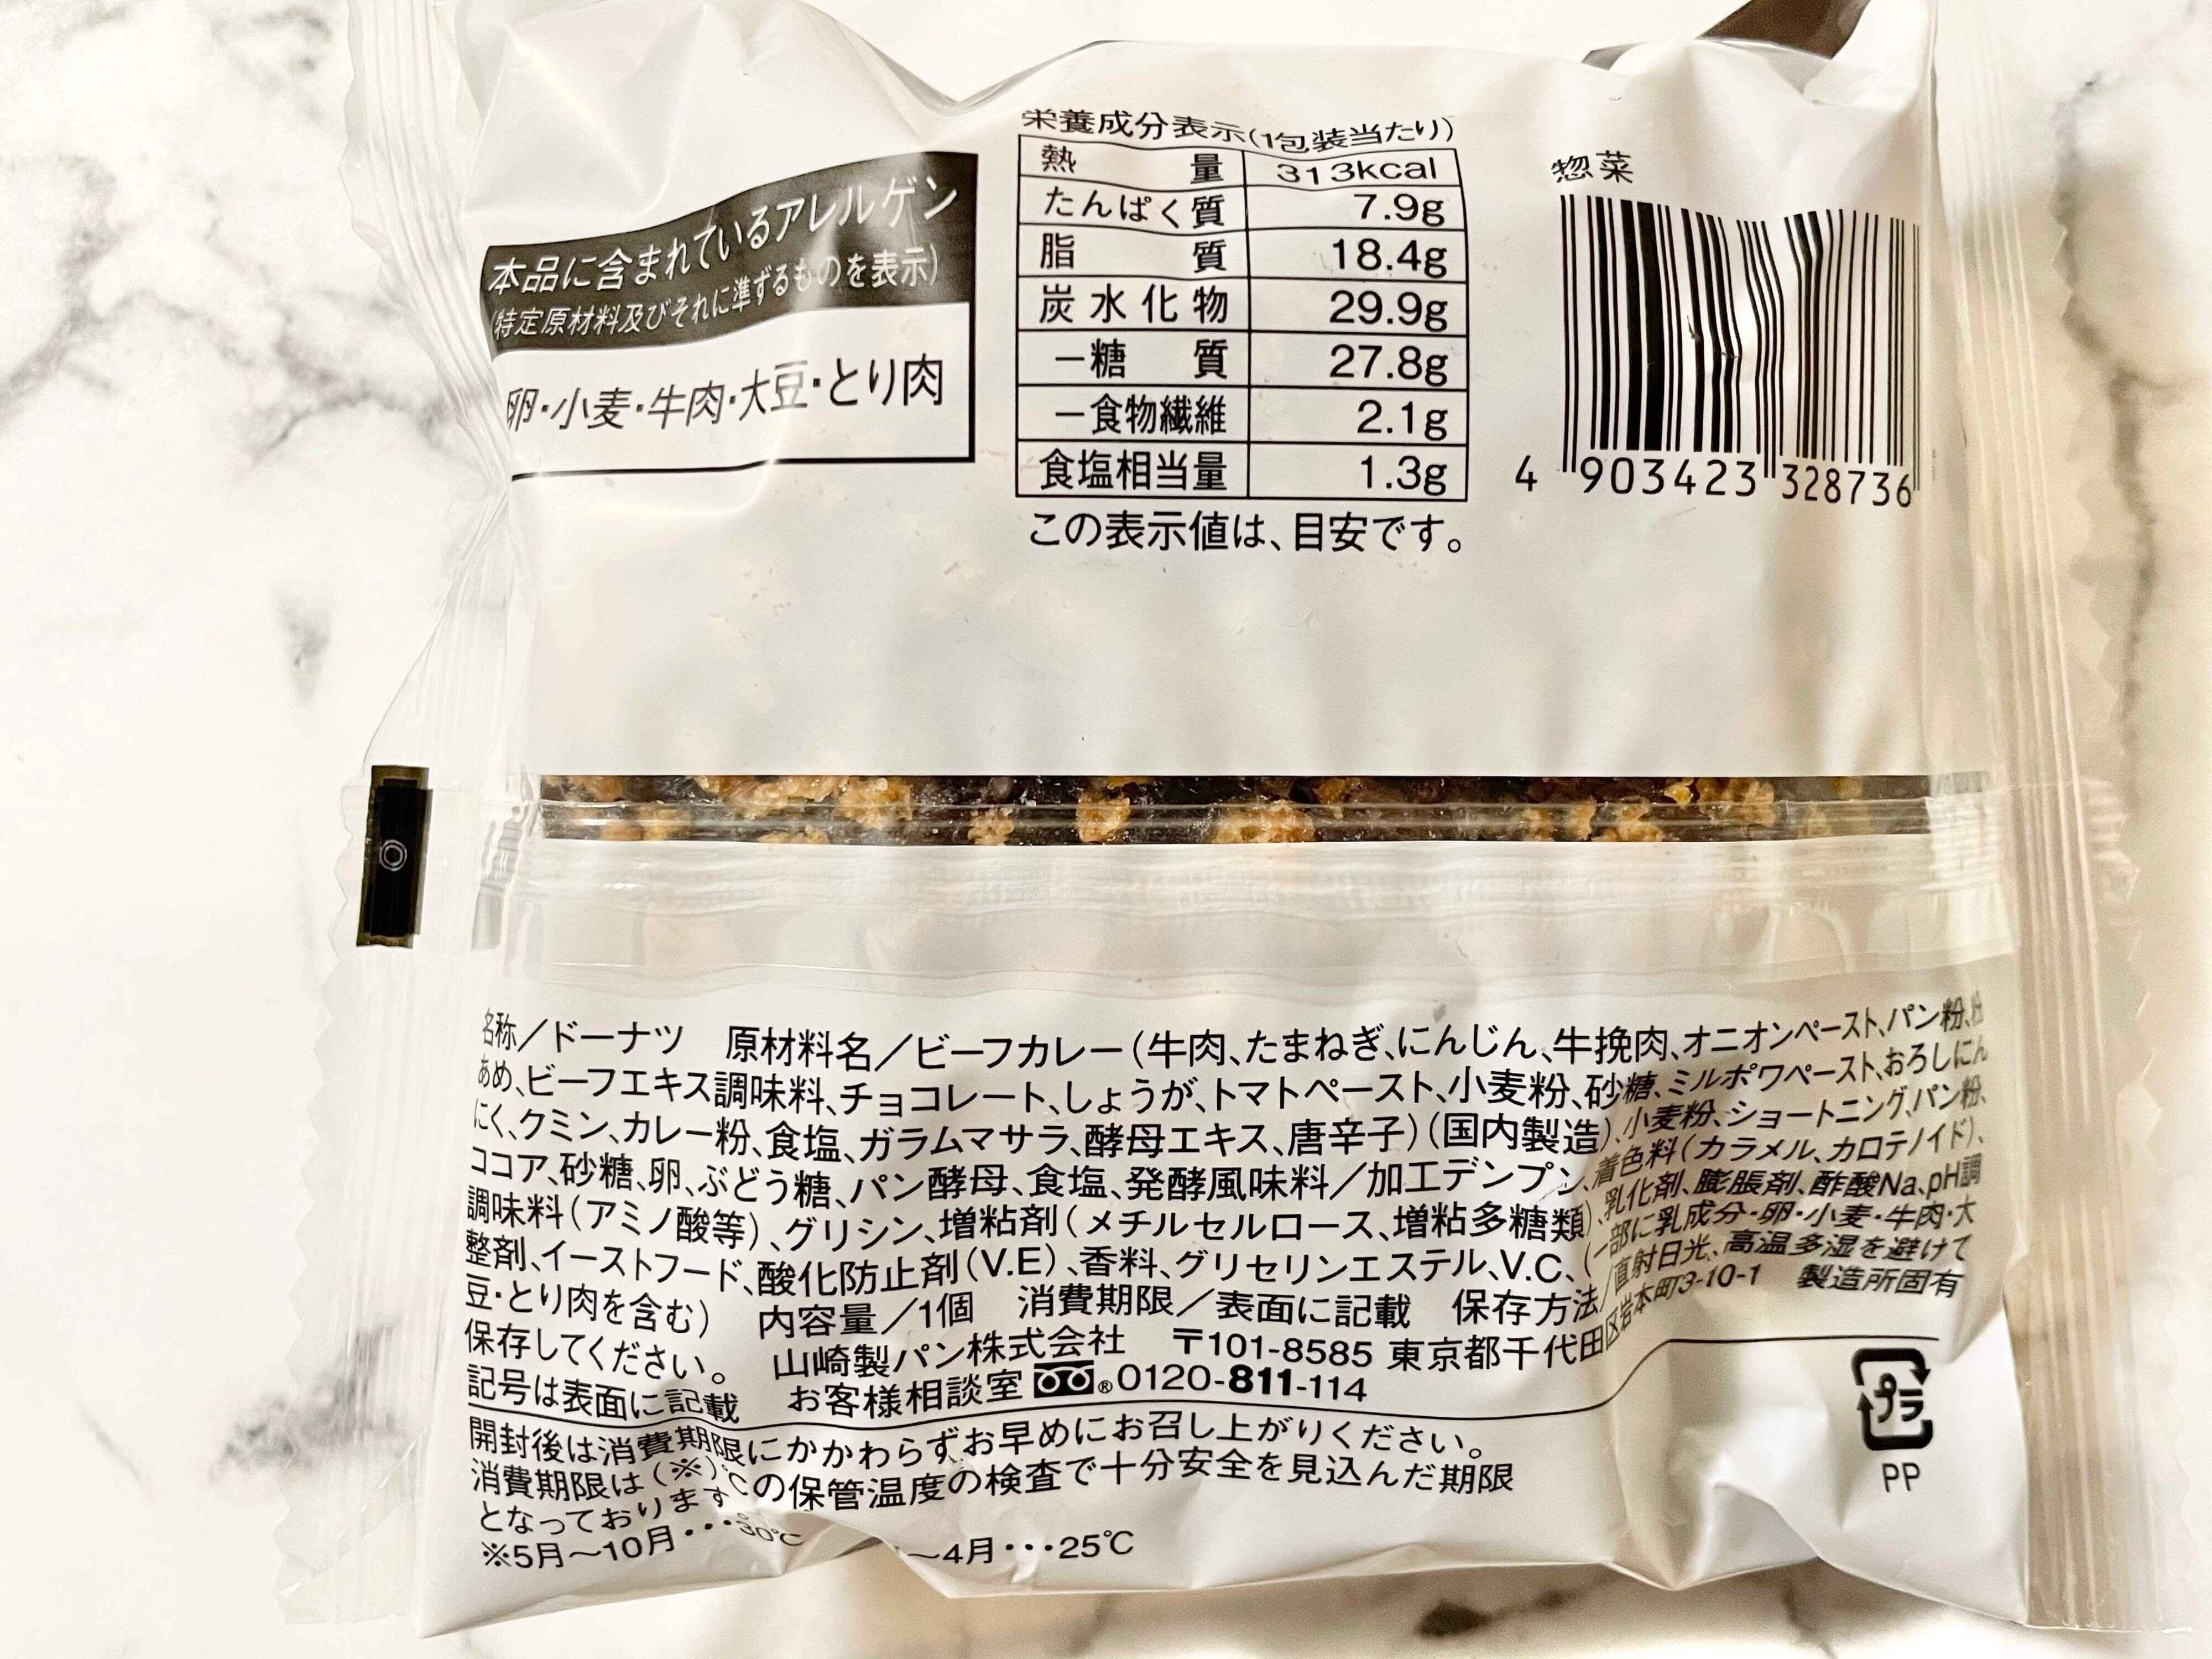 本品に含まれているアレルゲン
(特定原材料及びそれに準ずるものを表示)
卵・小麦・牛肉・大豆・とり肉
栄養成分表示(1包装当たり)
熱量 313kcal
たんぱく質 7.9g
脂質 18.4g
炭水化物 29.9g
－糖質 27.8g
－食物繊維 2.1g
食塩相当量 1.3g
この表示値は、目安です。
惣菜
4 903423 328736
名称／ドーナツ 原材料名／ビーフカレー(牛肉、たまねぎ、にんじん、牛挽肉、オニオンペースト、パン粉、
あめ、ビーフエキス調味料、チョコレート、しょうが、トマトペースト、小麦粉、砂糖、ミルポワペースト、おろしにん
にく、クミン、カレー粉、食塩、ガラムマサラ、酵母エキス、唐辛子)(国内製造)、小麦粉、ショートニング、パン粉、
ココア、砂糖、卵、ぶどう糖、パン酵母、食塩、発酵風味料／加工デンプン、着色料(カラメル、カロテノイド)、
調味料(アミノ酸等)、グリシン、増粘剤(メチルセルロース、増粘多糖類)、乳化剤、膨脹剤、酢酸Na、pH調
整剤、イーストフード、酸化防止剤(V.E)、香料、グリセリンエステル、V.C、(一部に乳成分・卵・小麦・牛肉・大
豆・とり肉を含む) 内容量／1個 消費期限／表面に記載 保存方法／直射日光、高温多湿を避けて
保存してください。 山崎製パン株式会社 〒101-8585 東京都千代田区岩本町3-10-1 製造所固有
記号は表面に記載 お客様相談室 ®0120-811-114
開封後は消費期限にかかわらず、お早めにお召し上がりください。
消費期限は(※)℃の保管温度の検査で十分安全を見込んだ期限
となっております。
※5月～10月・・・30℃ ～4月・・・25℃
プラ
PP